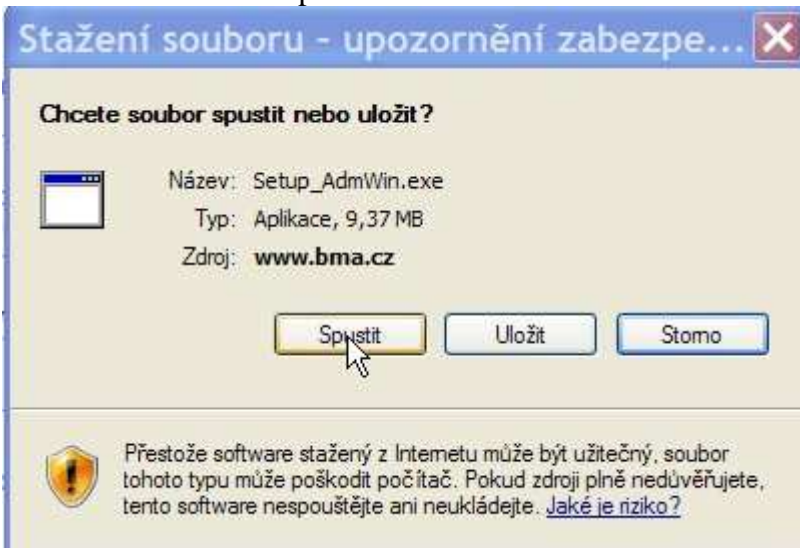 Stažení souboru - upozornění zabezpe...
Chcete soubor spustit nebo uložit?
Název: Setup_AdmWin.exe
Typ: Aplikace, 9,37 MB
Zdroj: www.bma.cz
Spustit Uložit Storno
Přestože software stažený z Internetu může být užitečný, soubor
tohoto typu může poškodit počítač. Pokud zdroji plně nedůvěřujete,
tento software nespouštějte ani neukládejte. Jaké je riziko?